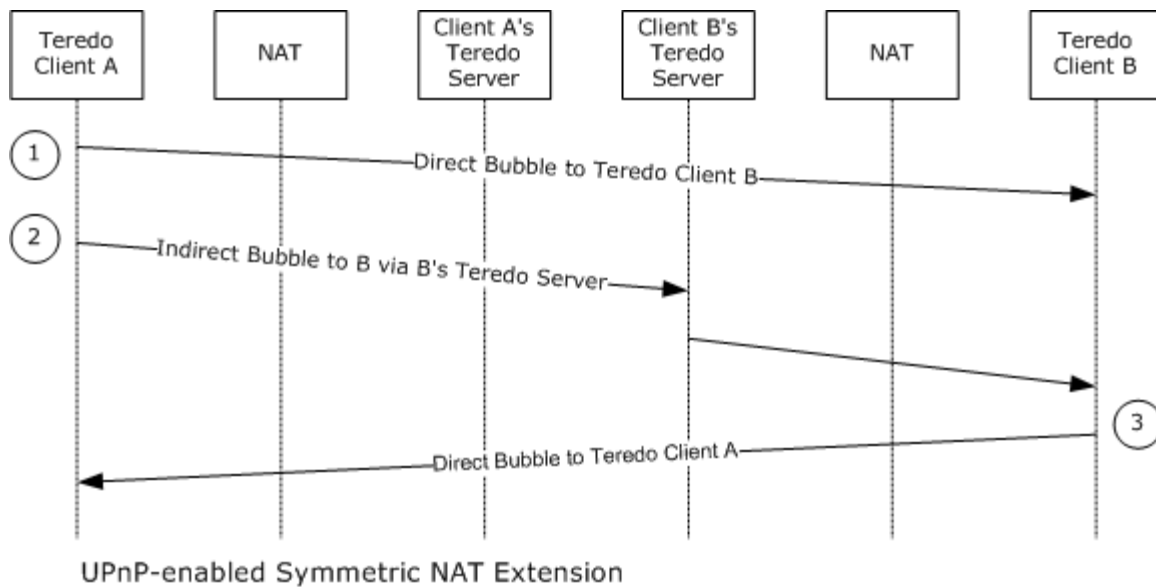 Teredo
Client A
NAT
Client A's
Teredo
Server
Client B's
Teredo
Server
NAT
Teredo
Client B
1
Direct Bubble to Teredo Client B
2
Indirect Bubble to B via B's Teredo Server
3
Direct Bubble to Teredo Client A
UPnP-enabled Symmetric NAT Extension